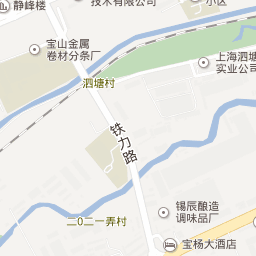 技术有限公司
小区
静峰楼
宝山金属
卷材分条厂
上海泗塘
实业公司
泗塘村
铁力路
锡辰酿造
调味品厂
二0二一弄村
宝杨大酒店